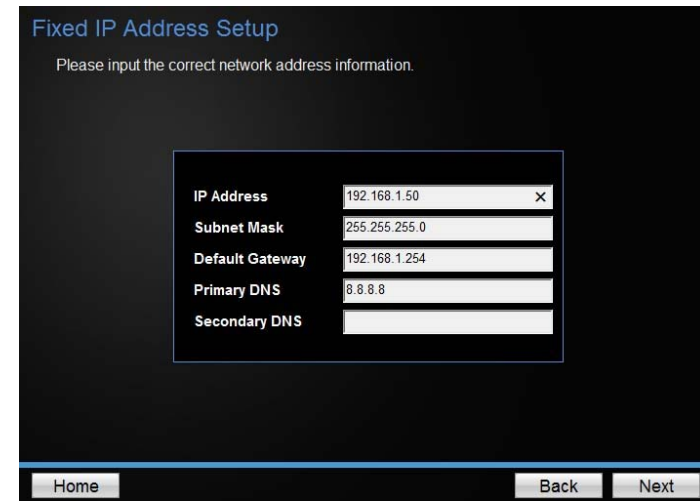 Fixed IP Address Setup
Please input the correct network address information.
IP Address 192.168.1.50
Subnet Mask 255.255.255.0
Default Gateway 192.168.1.254
Primary DNS 8.8.8.8
Secondary DNS
Home Back Next